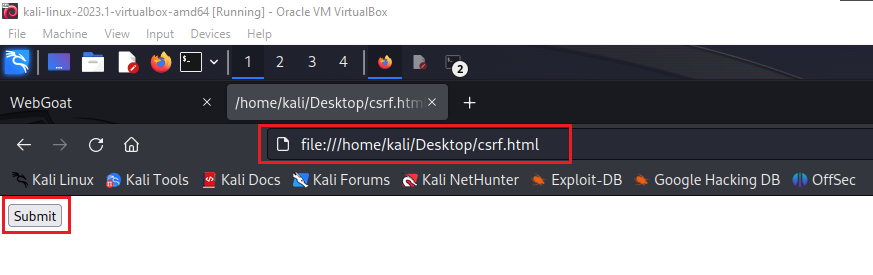 kali-linux-2023.1-virtualbox-amd64 [Running] - Oracle VM VirtualBox
File Machine View Input Devices Help
1 2 3 4 2
WebGoat /home/kali/Desktop/csrf.htm
file:///home/kali/Desktop/csrf.html
Kali Linux Kali Tools Kali Docs Kali Forums Kali NetHunter Exploit-DB Google Hacking DB OffSec
Submit